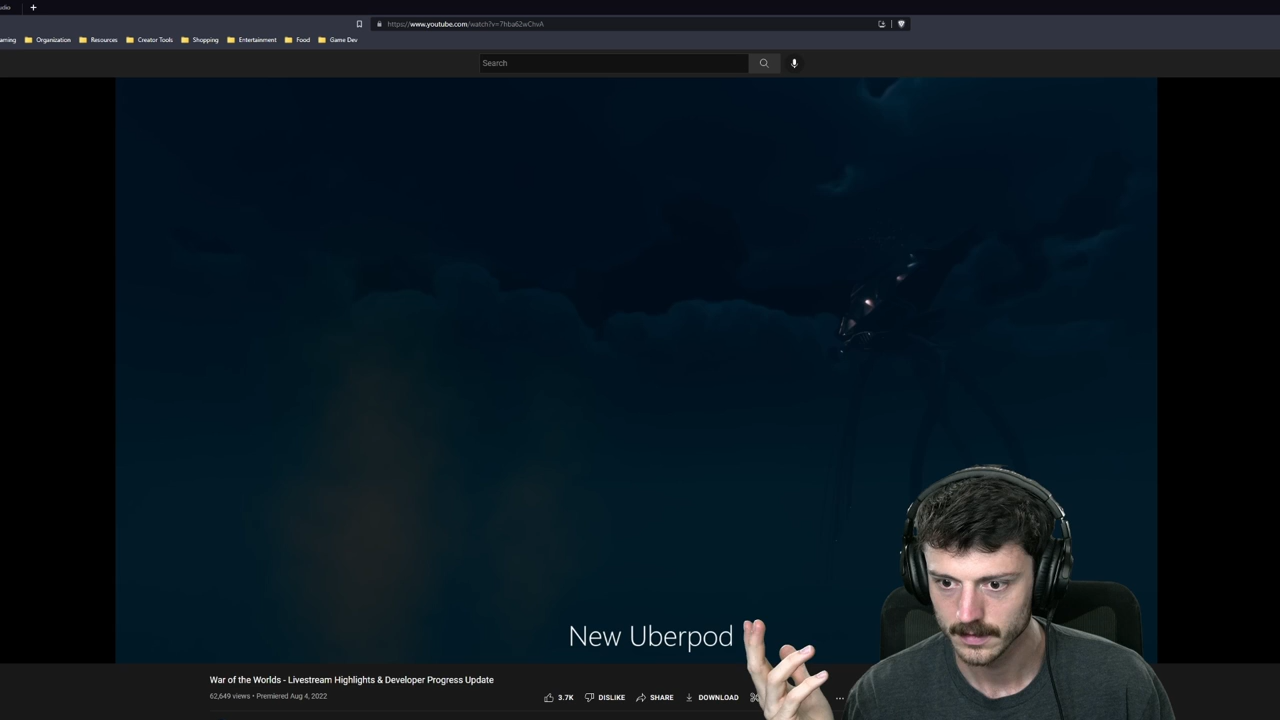 https://www.youtube.com/watch?v=7hba62wChvA
Organization Resources Creator Tools Shopping Entertainment Food Game Dev
Search
New Uberpod
War of the Worlds - Livestream Highlights & Developer Progress Update
62,649 views • Premiered Aug 4, 2022
3.7K DISLIKE SHARE DOWNLOAD